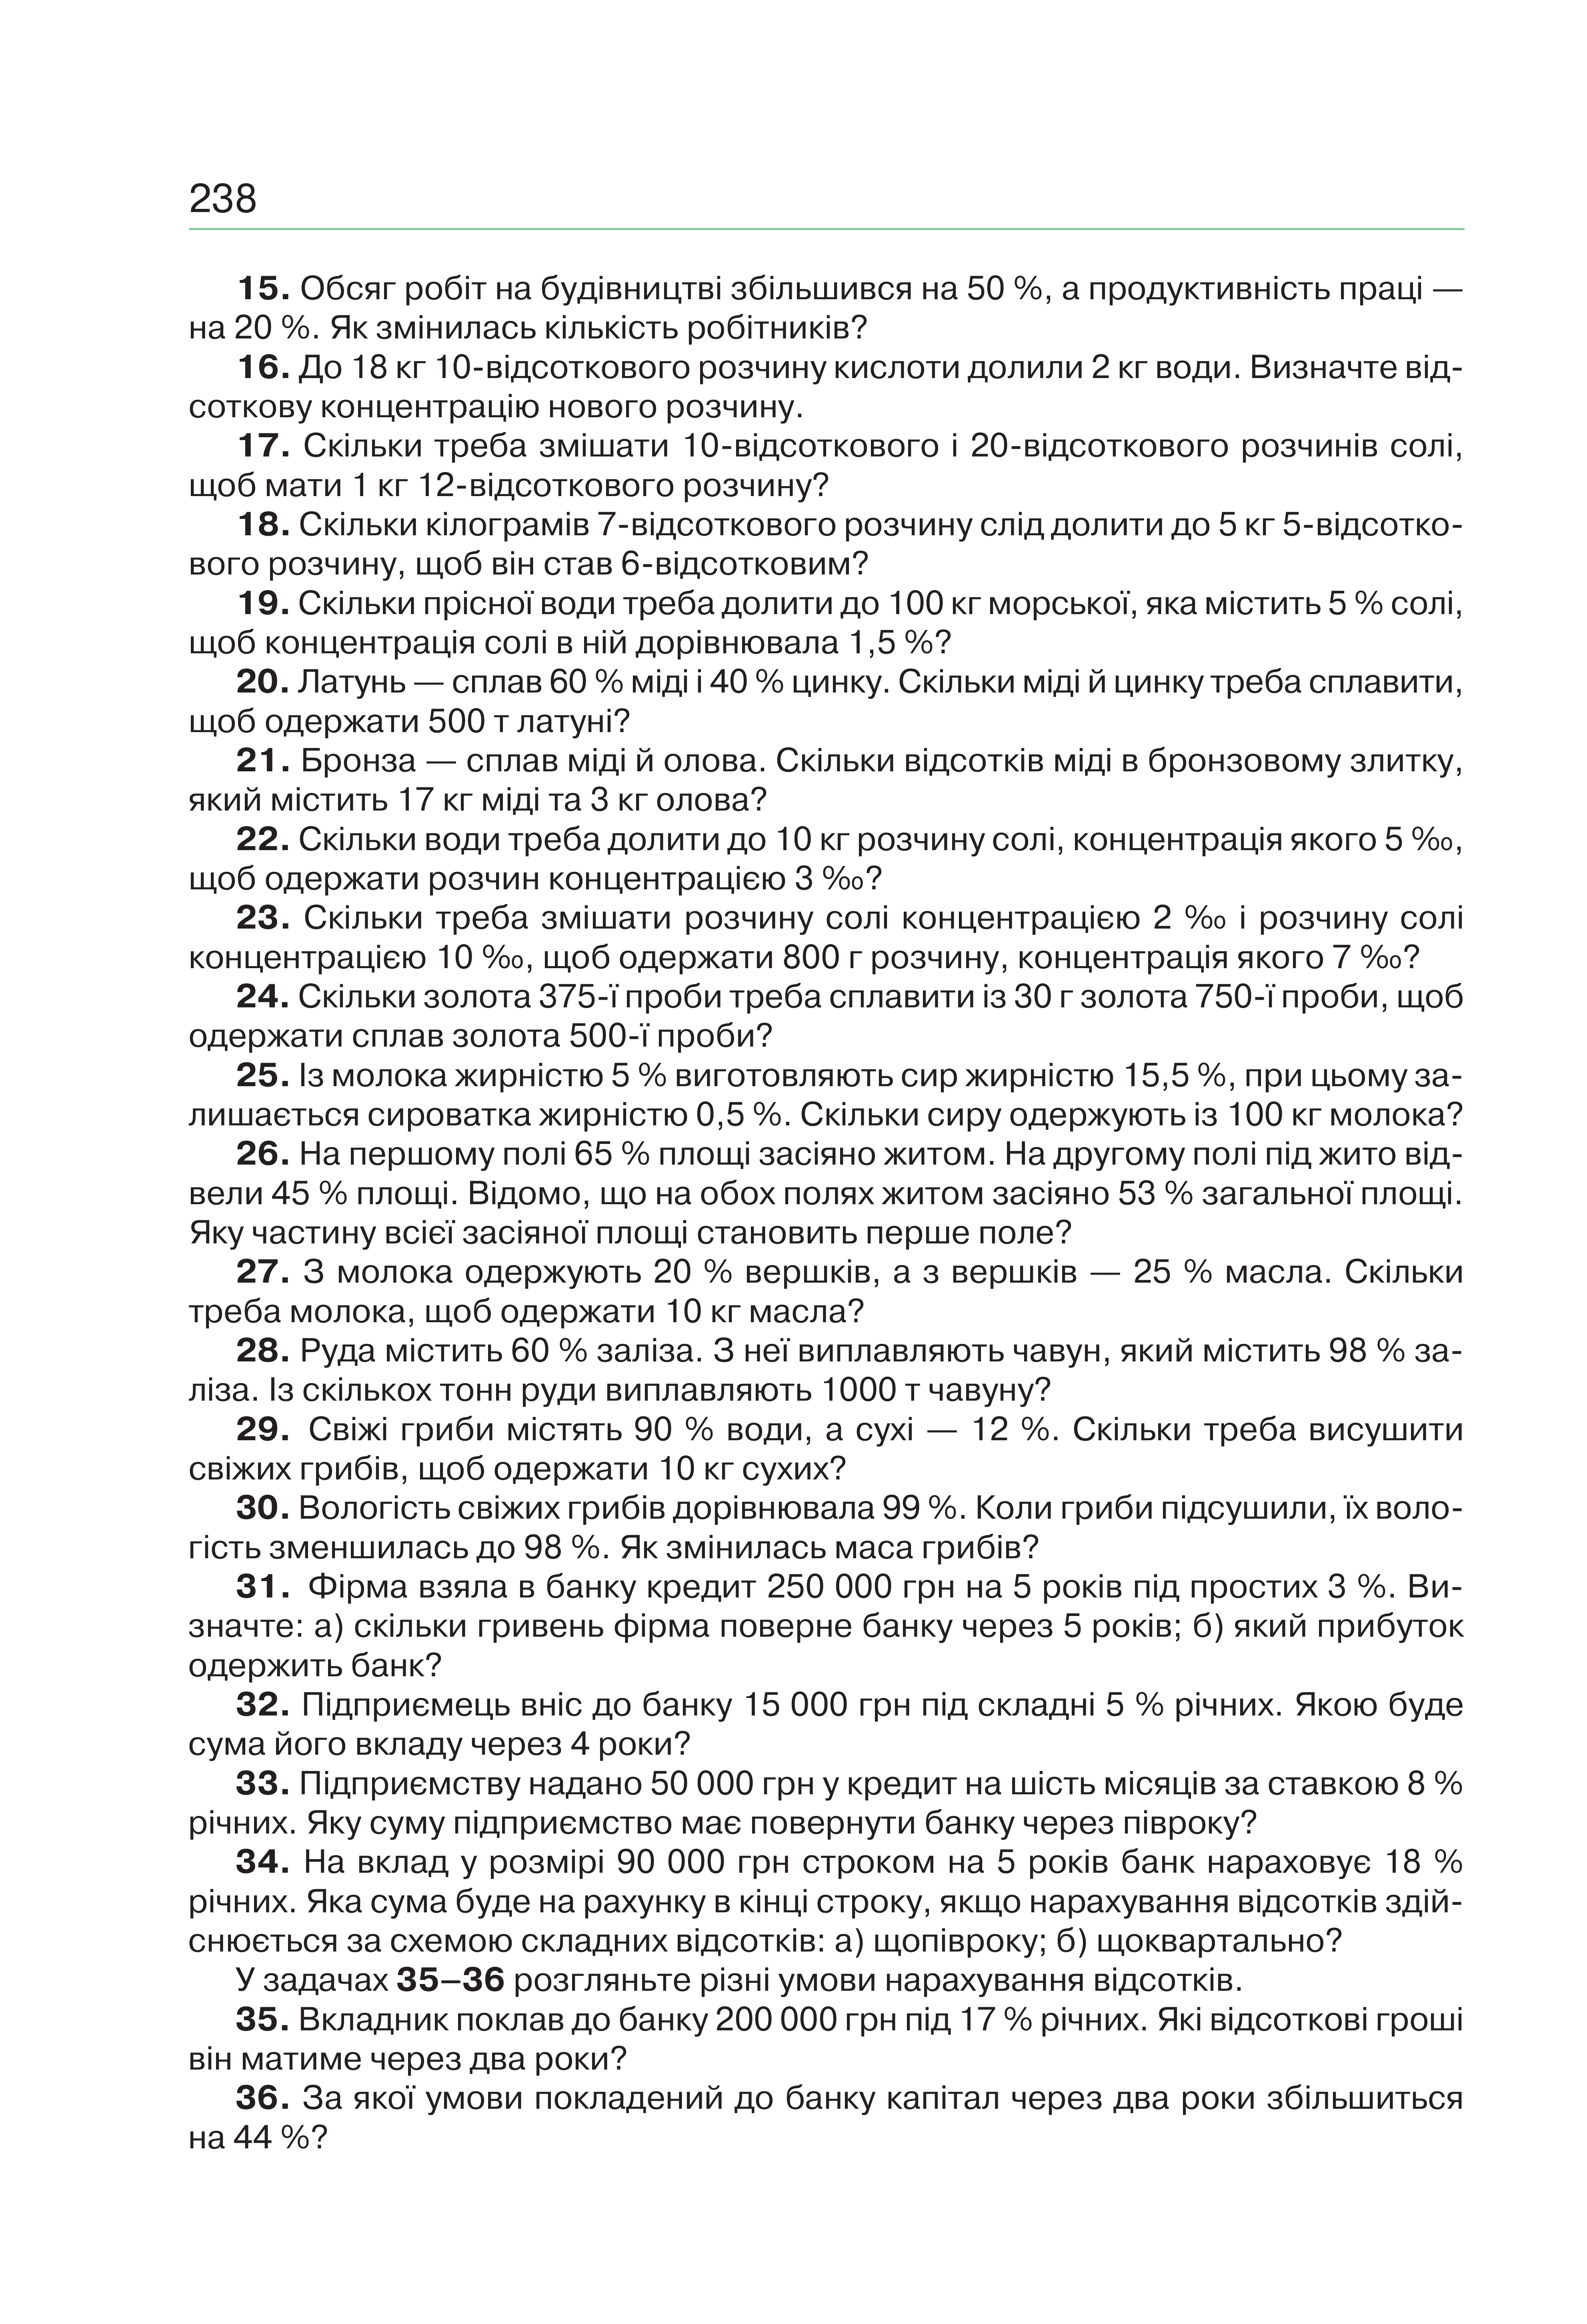 238
15. Обсяг робіт на будівництві збільшився на 50 %, а продуктивність праці —
на 20 %. Як змінилась кількість робітників?
16. До 18 кг 10-відсоткового розчину кислоти долили 2 кг води. Визначте від-
соткову концентрацію нового розчину.
17. Скільки треба змішати 10-відсоткового і 20-відсоткового розчинів солі,
щоб мати 1 кг 12-відсоткового розчину?
18. Скільки кілограмів 7-відсоткового розчину слід долити до 5 кг 5-відсотко-
вого розчину, щоб він став 6-відсотковим?
19. Скільки прісної води треба долити до 100 кг морської, яка містить 5 % солі,
щоб концентрація солі в ній дорівнювала 1,5 %?
20. Латунь — сплав 60 % міді і 40 % цинку. Скільки міді й цинку треба сплавити,
щоб одержати 500 т латуні?
21. Бронза — сплав міді й олова. Скільки відсотків міді в бронзовому злитку,
який містить 17 кг міді та 3 кг олова?
22. Скільки води треба долити до 10 кг розчину солі, концентрація якого 5 ‰,
щоб одержати розчин концентрацією 3 ‰?
23. Скільки треба змішати розчину солі концентрацією 2 ‰ і розчину солі
концентрацією 10 ‰, щоб одержати 800 г розчину, концентрація якого 7 ‰?
24. Скільки золота 375-ї проби треба сплавити із 30 г золота 750-ї проби, щоб
одержати сплав золота 500-ї проби?
25. Із молока жирністю 5 % виготовляють сир жирністю 15,5 %, при цьому за-
лишається сироватка жирністю 0,5 %. Скільки сиру одержують із 100 кг молока?
26. На першому полі 65 % площі засіяно житом. На другому полі під жито від-
вели 45 % площі. Відомо, що на обох полях житом засіяно 53 % загальної площі.
Яку частину всієї засіяної площі становить перше поле?
27. З молока одержують 20 % вершків, а з вершків — 25 % масла. Скільки
треба молока, щоб одержати 10 кг масла?
28. Руда містить 60 % заліза. З неї виплавляють чавун, який містить 98 % за-
ліза. Із скількох тонн руди виплавляють 1000 т чавуну?
29. Свіжі гриби містять 90 % води, а сухі — 12 %. Скільки треба висушити
свіжих грибів, щоб одержати 10 кг сухих?
30. Вологість свіжих грибів дорівнювала 99 %. Коли гриби підсушили, їх воло-
гість зменшилась до 98 %. Як змінилась маса грибів?
31. Фірма взяла в банку кредит 250 000 грн на 5 років під простих 3 %. Ви-
значте: а) скільки гривень фірма поверне банку через 5 років; б) який прибуток
одержить банк?
32. Підприємець вніс до банку 15 000 грн під складні 5 % річних. Якою буде
сума його вкладу через 4 роки?
33. Підприємству надано 50 000 грн у кредит на шість місяців за ставкою 8 %
річних. Яку суму підприємство має повернути банку через півроку?
34. На вклад у розмірі 90 000 грн строком на 5 років банк нараховує 18 %
річних. Яка сума буде на рахунку в кінці строку, якщо нарахування відсотків здій-
снюється за схемою складних відсотків: а) щопівроку; б) щоквартально?
У задачах 35–36 розгляньте різні умови нарахування відсотків.
35. Вкладник поклав до банку 200 000 грн під 17 % річних. Які відсоткові гроші
він матиме через два роки?
36. За якої умови покладений до банку капітал через два роки збільшиться
на 44 %?